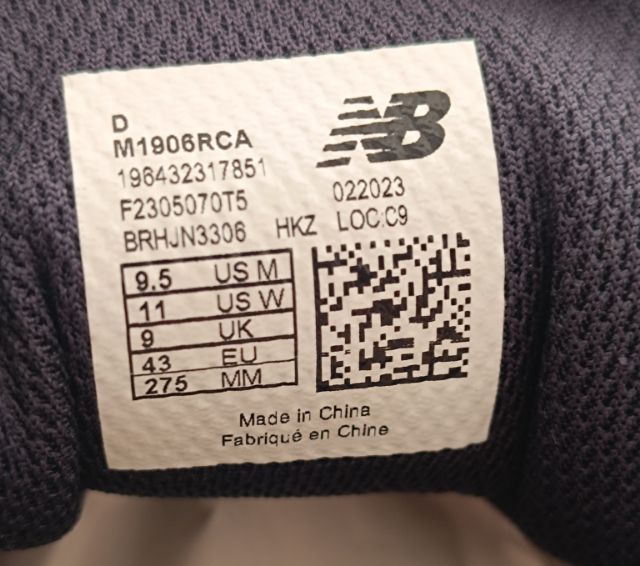 D
M1906RCA
196432317851
F2305070T5
022023
BRHJN3306 HKZ LOC:C9
9.5 US M
11 US W
9 UK
43 EU
275 MM
Made in China
Fabriqué en Chine
NB